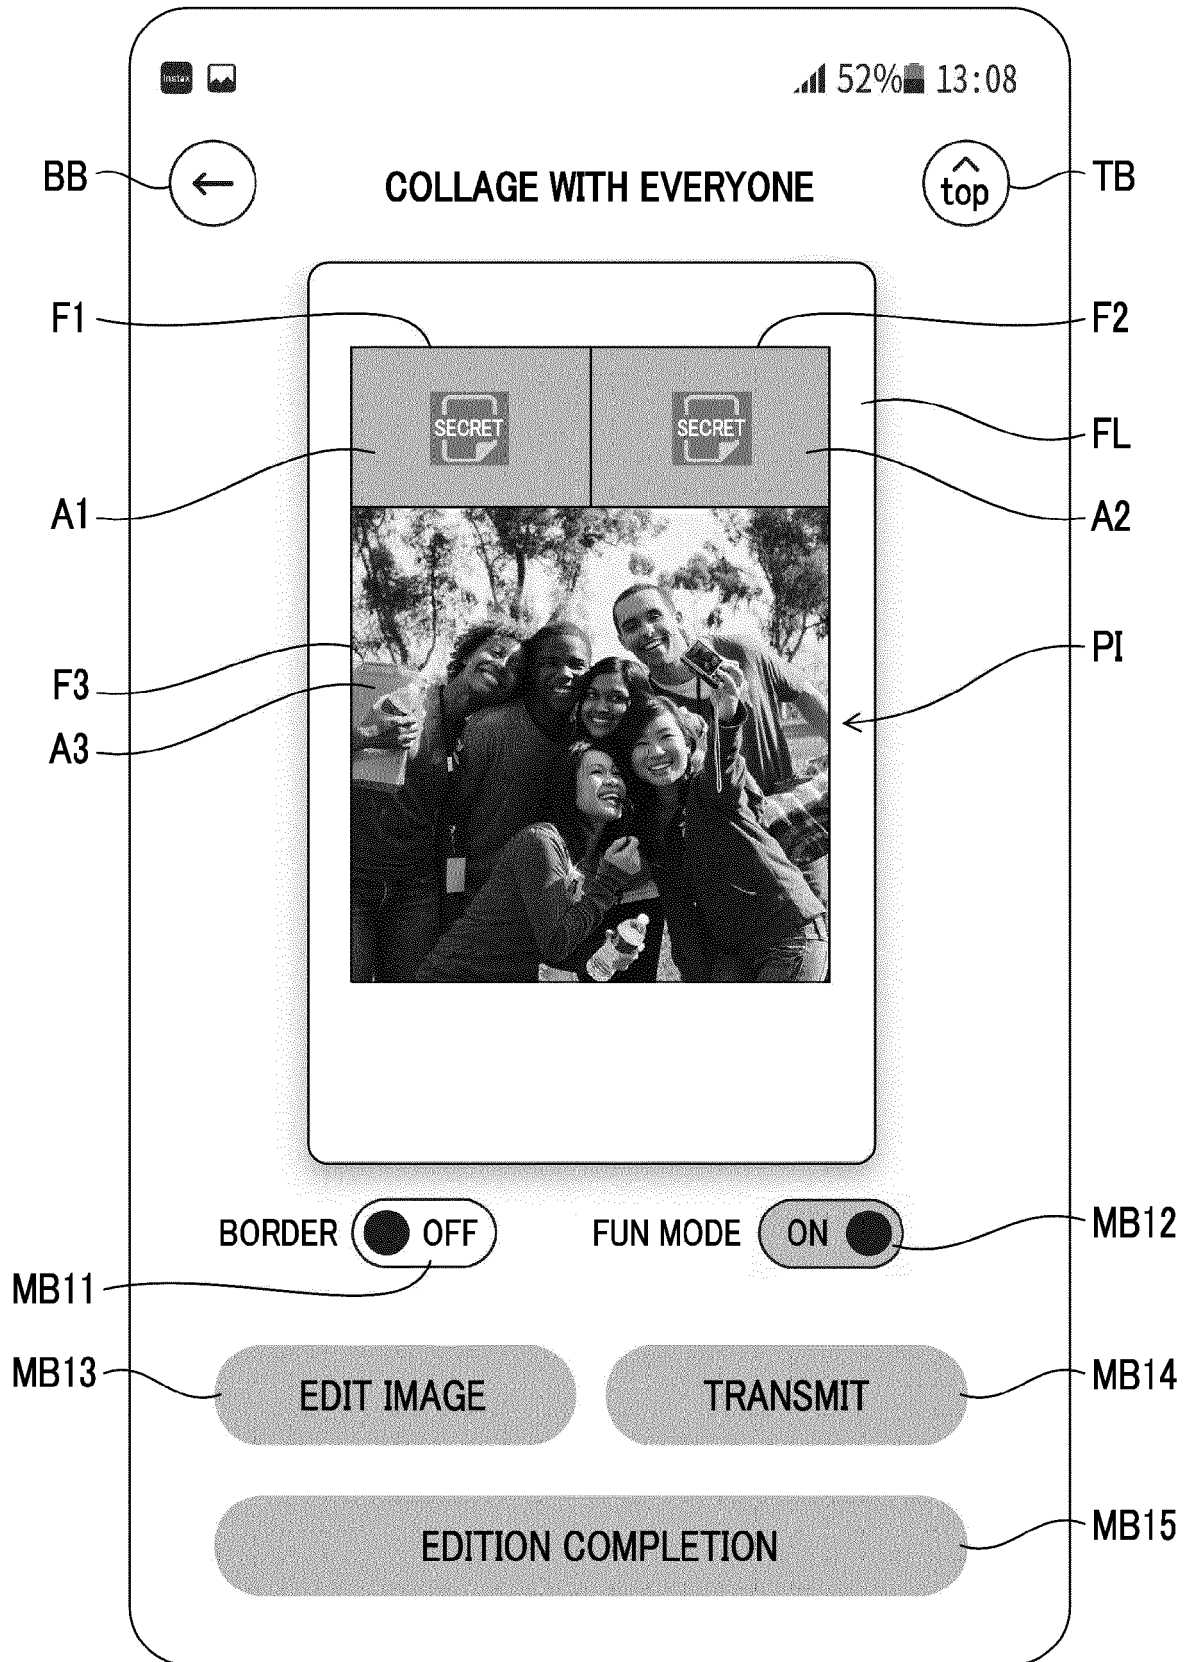 instax 52% 13:08
BB ← COLLAGE WITH EVERYONE top TB
F1 F2
SECRET SECRET
FL
A1 A2
F3 PI
A3
BORDER OFF FUN MODE ON MB12
MB11
MB13 EDIT IMAGE TRANSMIT MB14
EDITION COMPLETION MB15